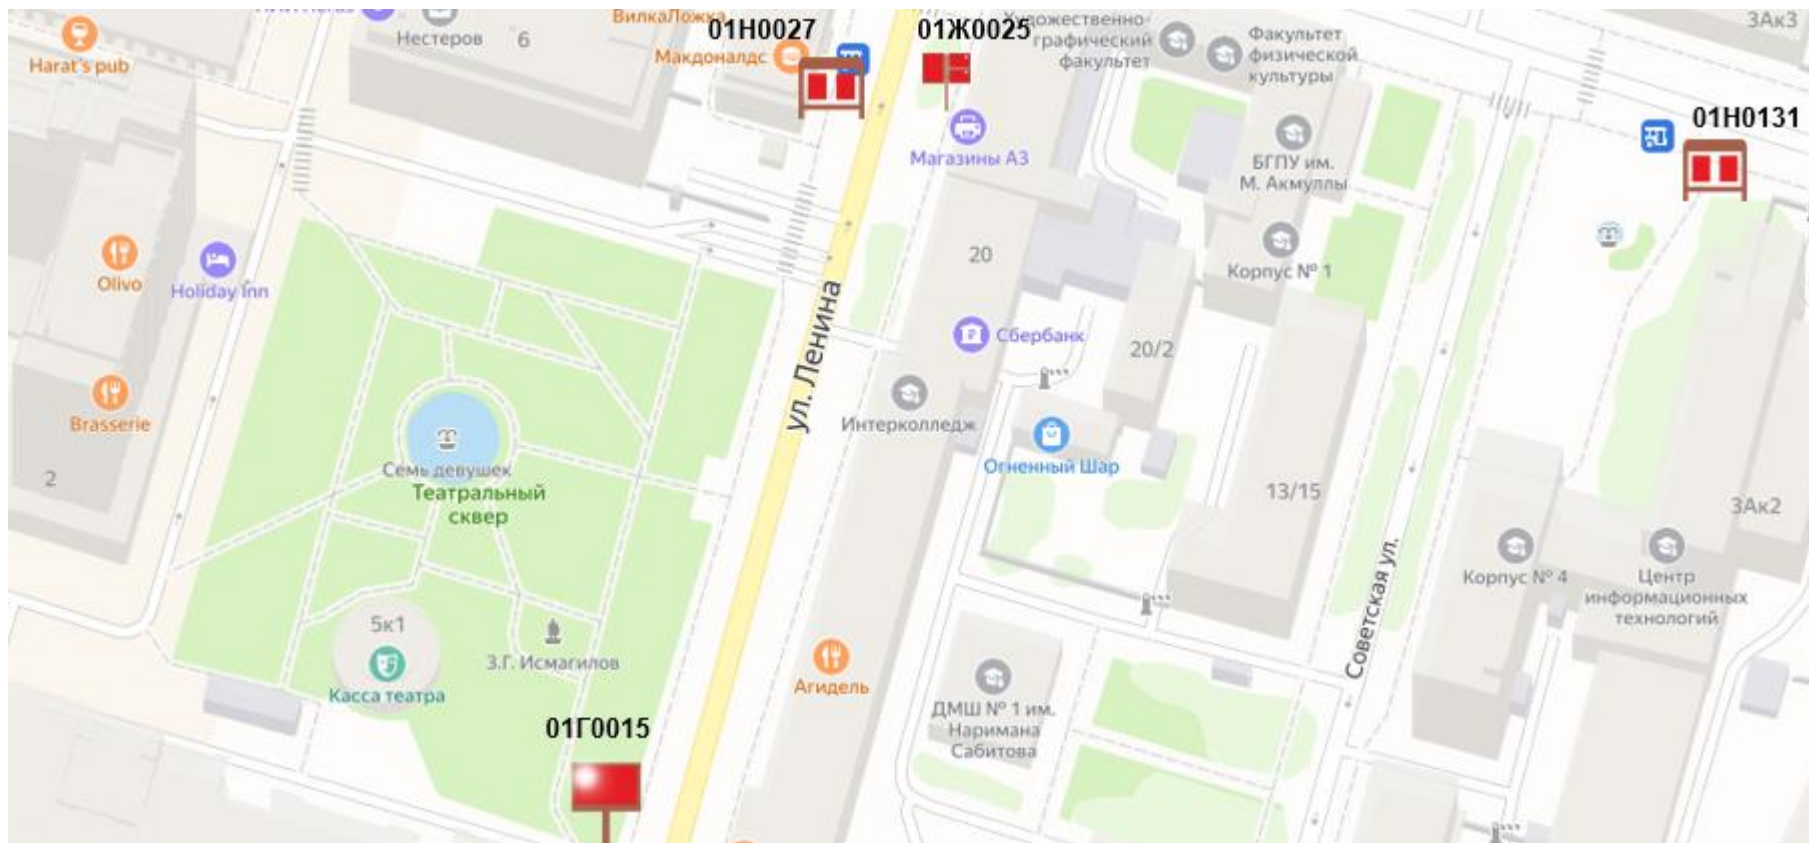 ВилкаЛожка
01Н0027
01Ж0025
Художественно-
графический
факультет
Факультет
физической
культуры
3Ак3
Нестеров
6
Harat's pub
Макдоналдс
01Н0131
Магазины А3
БГПУ им.
М. Акмуллы
20
Корпус № 1
Olivo
Holiday Inn
ул. Ленина
Сбербанк
20/2
Brasserie
Интерколледж
Огненный Шар
2
Семь девушек
Театральный
сквер
13/15
3Ак2
Советская ул.
Корпус № 4
Центр
информационных
технологий
5к1
З.Г. Исмагилов
Касса театра
Агидель
ДМШ № 1 им.
Наримана
Сабитова
01Г0015